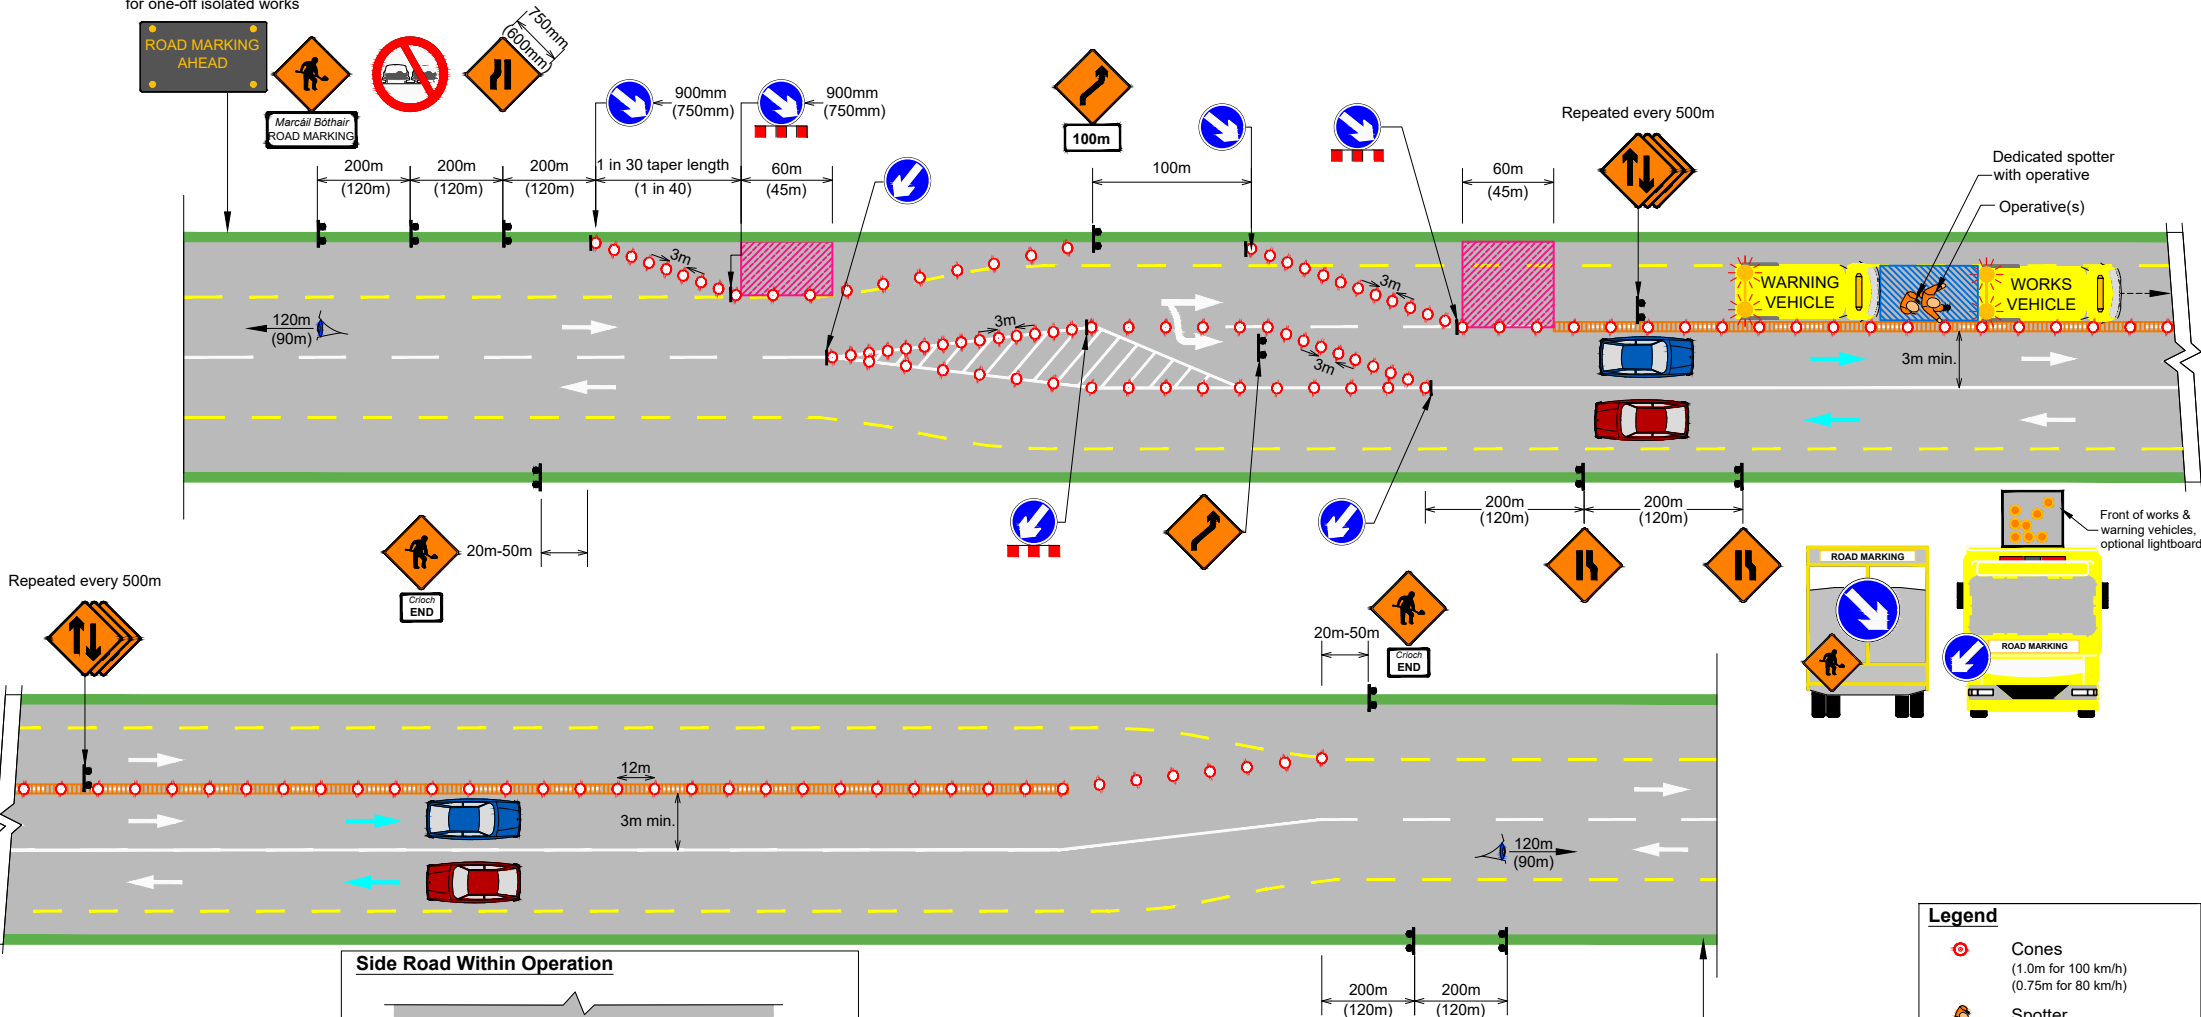 for one-off isolated works
ROAD MARKING
AHEAD
Marcáil Bóthair
ROAD MARKING
750mm
(600mm)
900mm
(750mm)
900mm
(750mm)
100m
Repeated every 500m
Dedicated spotter
with operative
Operative(s)
200m
(120m)
200m
(120m)
200m
(120m)
1 in 30 taper length
(1 in 40)
60m
(45m)
100m
60m
(45m)
3m
3m
3m
3m
120m
(90m)
WARNING
VEHICLE
WORKS
VEHICLE
3m min.
20m-50m
Crioch
END
200m
(120m)
200m
(120m)
Front of works &
warning vehicles,
optional lightboard
ROAD MARKING
ROAD MARKING
Repeated every 500m
20m-50m
Crioch
END
12m
3m min.
120m
(90m)
200m
(120m)
200m
(120m)
Side Road Within Operation
Legend
Cones
(1.0m for 100 km/h)
(0.75m for 80 km/h)
Spotter